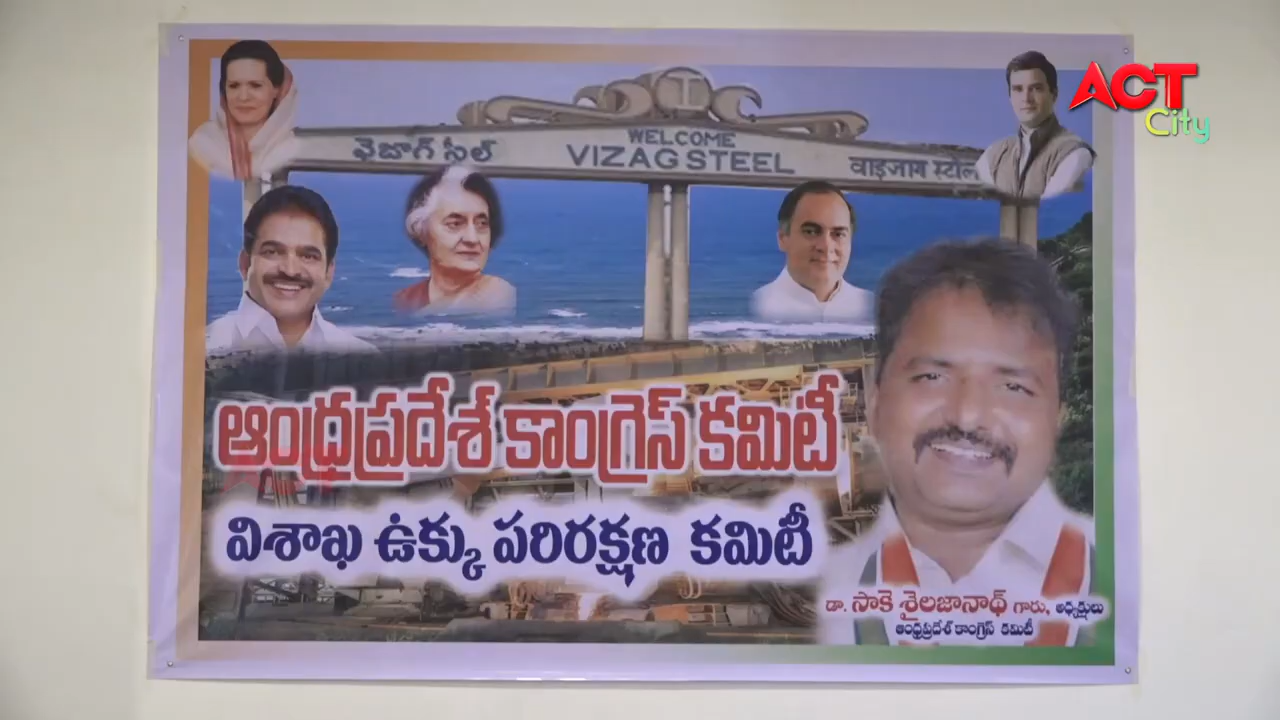 ACT
City
WELCOME
వైజాగ్ స్టీల్ VIZAG STEEL वाइजाग स्टील
ఆంధ్రప్రదేశ్ కాంగ్రెస్ కమిటీ
విశాఖ ఉక్కు పరిరక్షణ కమిటీ
డా. సాకె శైలజానాథ్ గారు, అధ్యక్షులు
ఆంధ్రప్రదేశ్ కాంగ్రెస్ కమిటీ